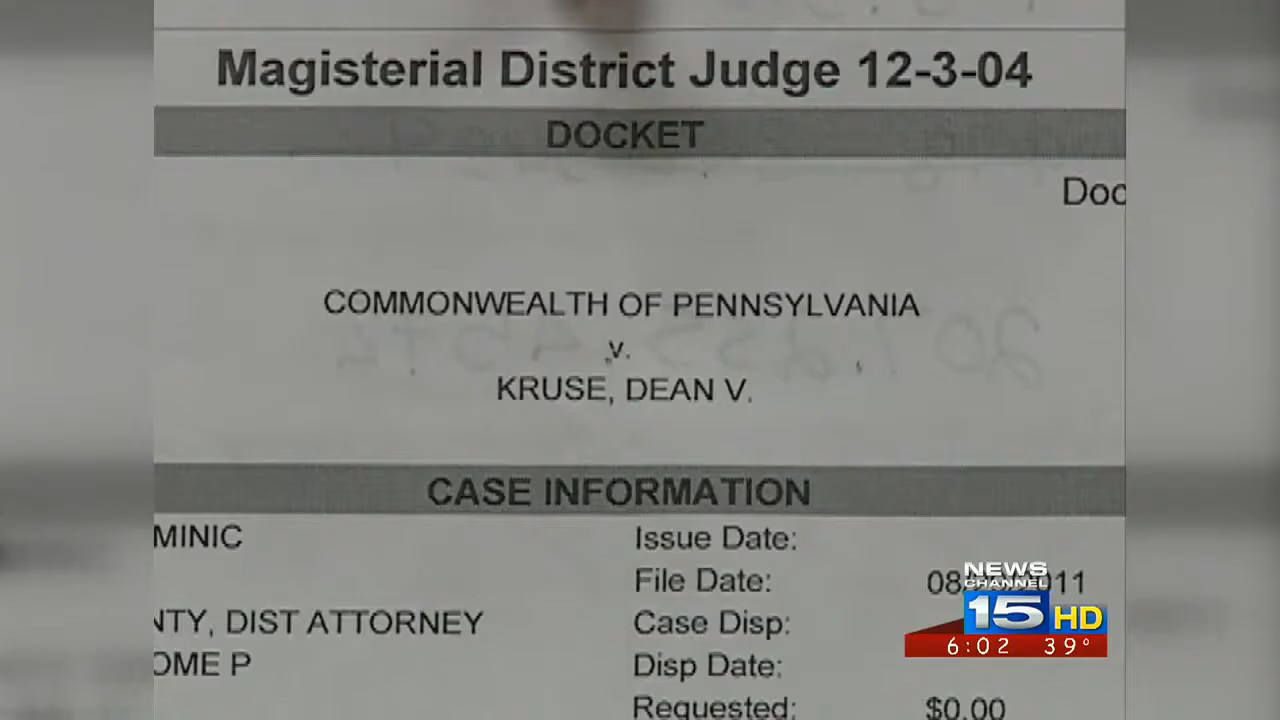 Magisterial District Judge 12-3-04
DOCKET
Doc
COMMONWEALTH OF PENNSYLVANIA
v.
KRUSE, DEAN V.
CASE INFORMATION
MINIC
Issue Date:
File Date:
NTY, DIST ATTORNEY
Case Disp:
OME P
Disp Date:
Requested:
$0.00
NEWS
CHANNEL
15 HD
6:02 39°